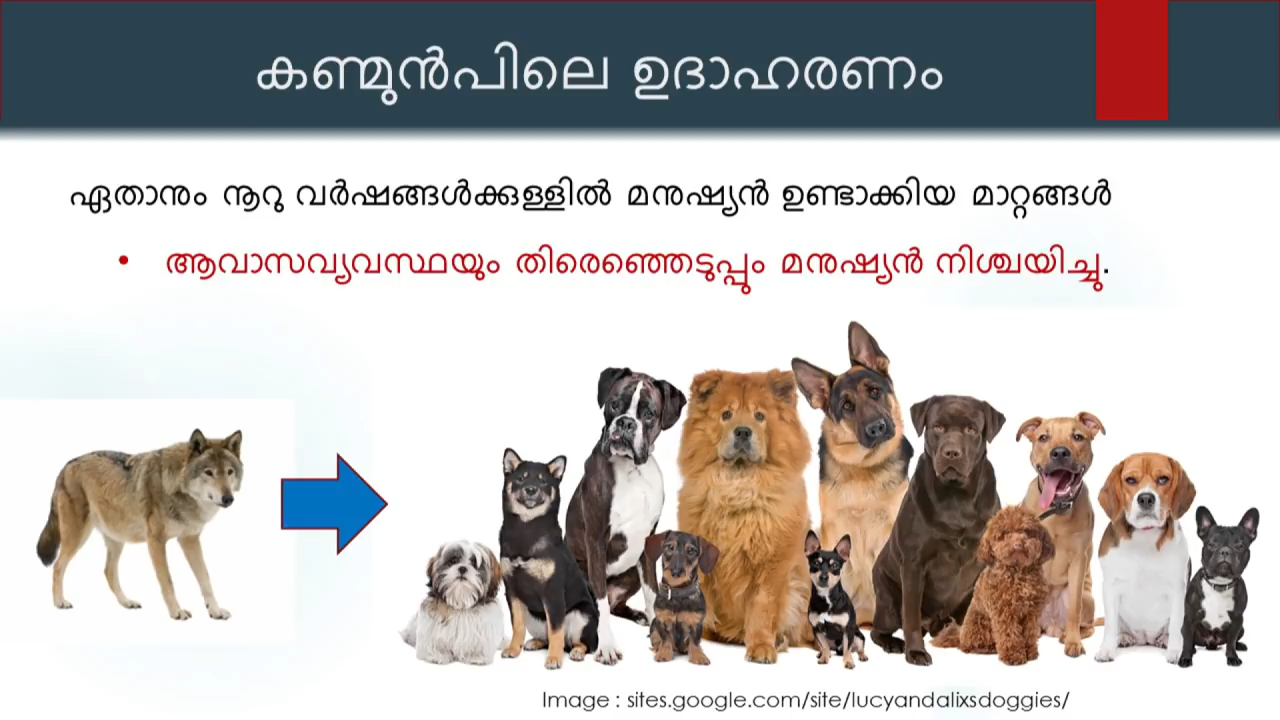 കണ്മുൻപിലെ ഉദാഹരണം
ഏതാനും നൂറു വർഷങ്ങൾക്കുള്ളിൽ മനുഷ്യൻ ഉണ്ടാക്കിയ മാറ്റങ്ങൾ
• ആവാസവ്യവസ്ഥയും തിരെഞ്ഞെടുപ്പും മനുഷ്യൻ നിശ്ചയിച്ചു.
Image : sites.google.com/site/lucyandalixsdoggies/